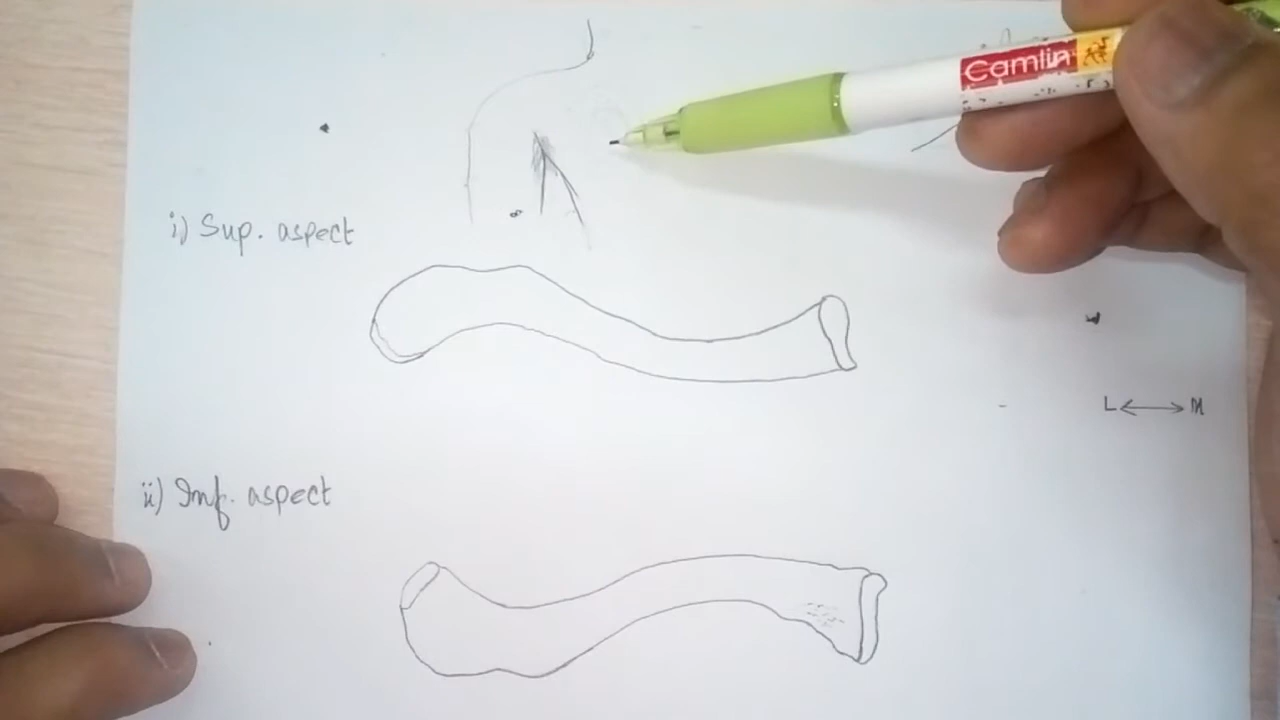 Camlin
i) Sup. aspect
L ⟷ M
ii) Inf. aspect